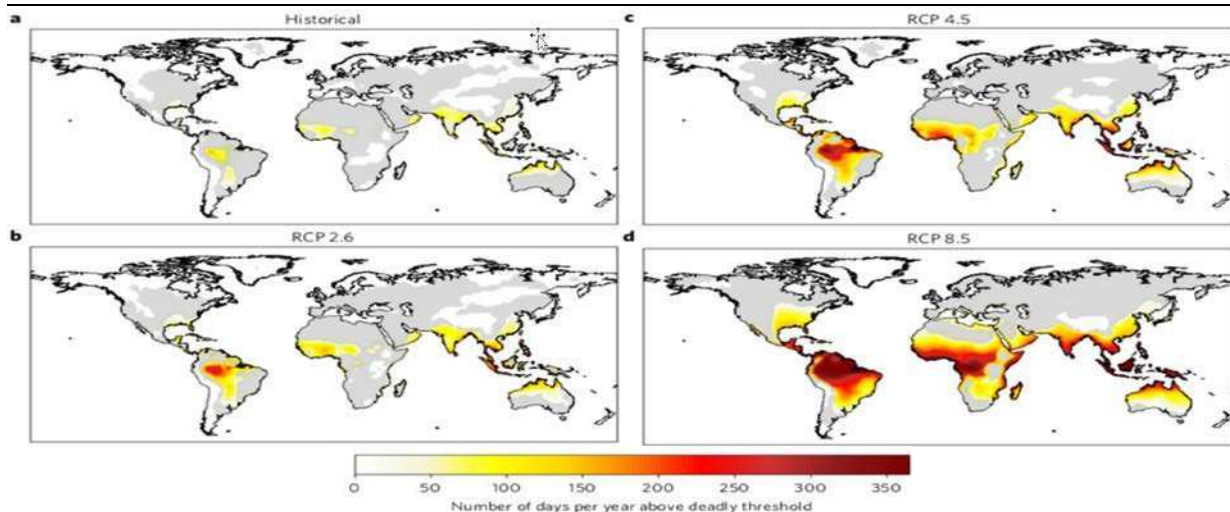 a Historical
c RCP 4.5
b RCP 2.6
d RCP 8.5
0 50 100 150 200 250 300 350
Number of days per year above deadly threshold